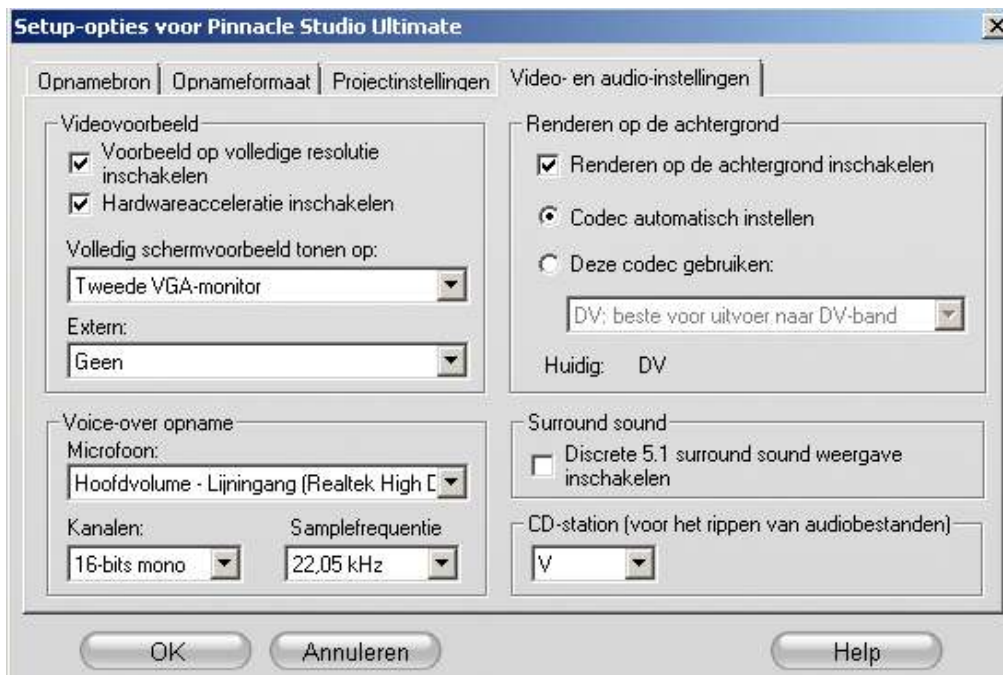 Setup-opties voor Pinnacle Studio Ultimate
Opnamebron
Opnameformaat
Projectinstellingen
Video- en audio-instellingen
Videovoorbeeld
Voorbeeld op volledige resolutie
inschakelen
Hardwareacceleratie inschakelen
Volledig schermvoorbeeld tonen op:
Tweede VGA-monitor
Extern:
Geen
Renderen op de achtergrond
Renderen op de achtergrond inschakelen
Codec automatisch instellen
Deze codec gebruiken:
DV: beste voor uitvoer naar DV-band
Huidig: DV
Voice-over opname
Microfoon:
Hoofdvolume - Lijningang (Realtek High D
Kanalen:
Samplefrequentie
16-bits mono
22,05 kHz
Surround sound
Discrete 5.1 surround sound weergave
inschakelen
CD-station (voor het rippen van audiobestanden)
V
OK
Annuleren
Help